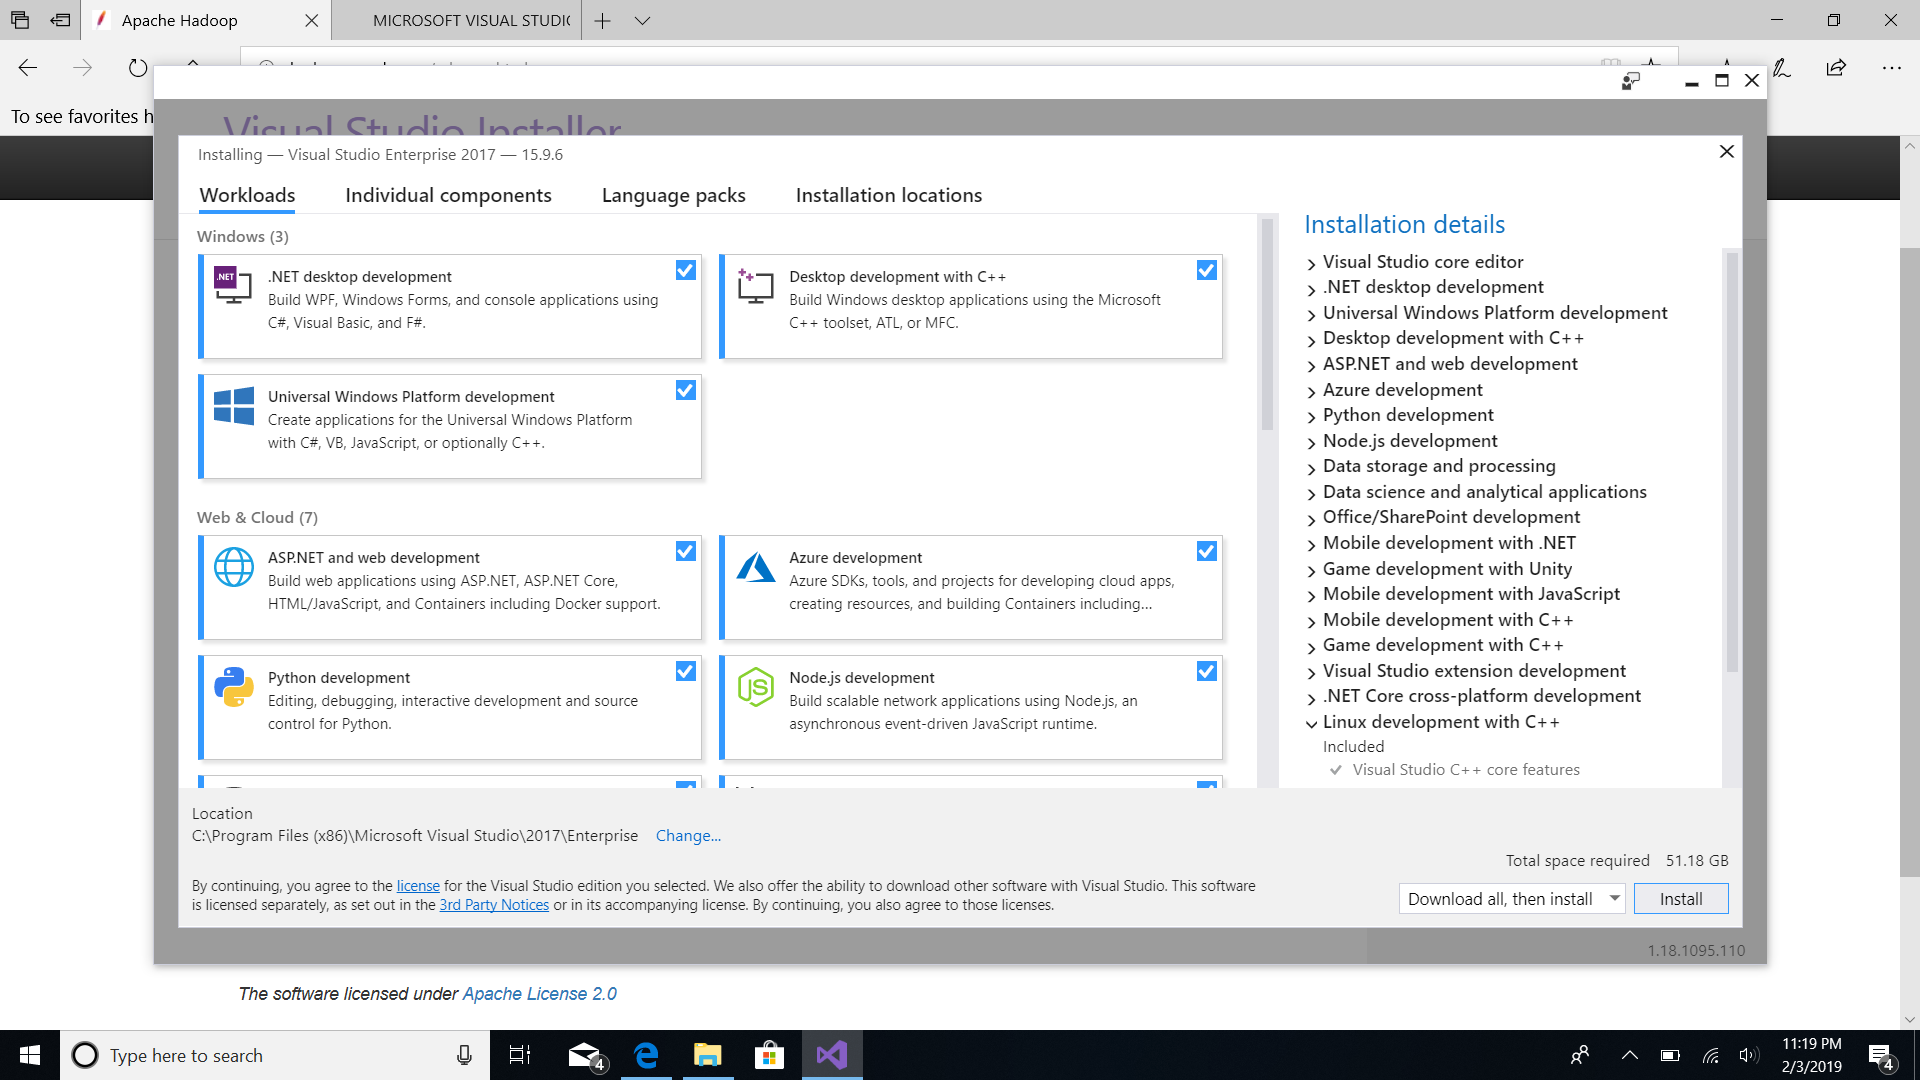 Apache Hadoop
MICROSOFT VISUAL STUDIO
To see favorites h
Visual Studio Installer
Installing — Visual Studio Enterprise 2017 — 15.9.6
Workloads
Individual components
Language packs
Installation locations
Windows (3)
.NET
.NET desktop development
Build WPF, Windows Forms, and console applications using
C#, Visual Basic, and F#.
Desktop development with C++
Build Windows desktop applications using the Microsoft
C++ toolset, ATL, or MFC.
Universal Windows Platform development
Create applications for the Universal Windows Platform
with C#, VB, JavaScript, or optionally C++.
Web & Cloud (7)
ASP.NET and web development
Build web applications using ASP.NET, ASP.NET Core,
HTML/JavaScript, and Containers including Docker support.
Azure development
Azure SDKs, tools, and projects for developing cloud apps,
creating resources, and building Containers including...
Python development
Editing, debugging, interactive development and source
control for Python.
JS
Node.js development
Build scalable network applications using Node.js, an
asynchronous event-driven JavaScript runtime.
Installation details
Visual Studio core editor
.NET desktop development
Universal Windows Platform development
Desktop development with C++
ASP.NET and web development
Azure development
Python development
Node.js development
Data storage and processing
Data science and analytical applications
Office/SharePoint development
Mobile development with .NET
Game development with Unity
Mobile development with JavaScript
Mobile development with C++
Game development with C++
Visual Studio extension development
.NET Core cross-platform development
Linux development with C++
Included
Visual Studio C++ core features
Location
C:\Program Files (x86)\Microsoft Visual Studio\2017\Enterprise Change...
Total space required 51.18 GB
By continuing, you agree to the license for the Visual Studio edition you selected. We also offer the ability to download other software with Visual Studio. This software
is licensed separately, as set out in the 3rd Party Notices or in its accompanying license. By continuing, you also agree to those licenses.
Download all, then install
Install
1.18.1095.110
The software licensed under Apache License 2.0
Type here to search
4
11:19 PM
2/3/2019
4